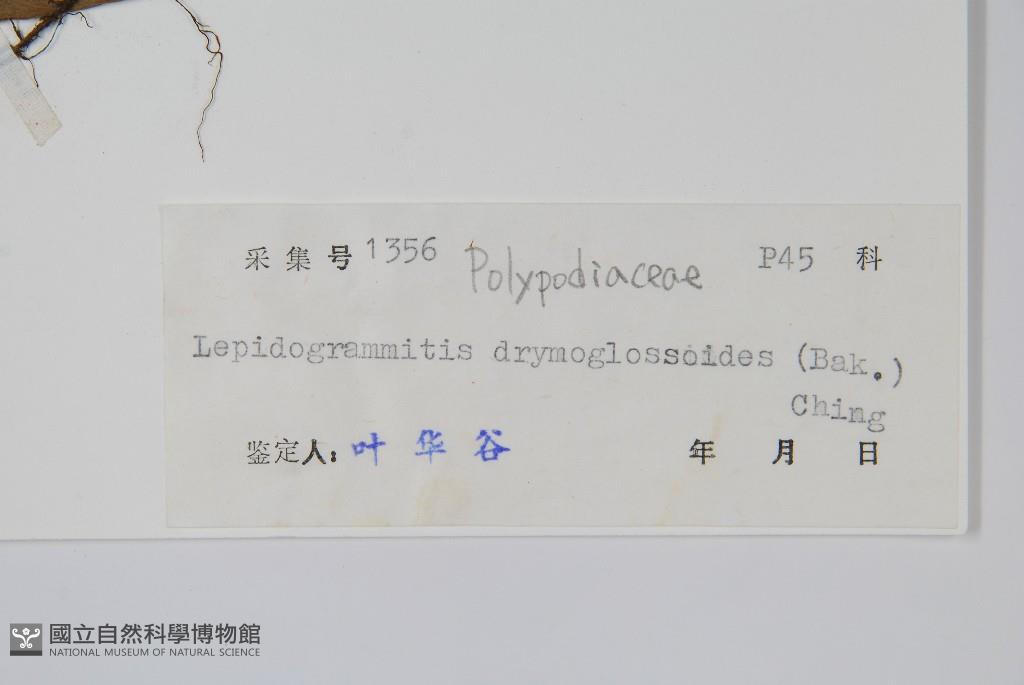 采集号 1356 Polypodiaceae P45 科
Lepidogrammitis drymoglossoides (Bak.)
Ching
鉴定人: 叶华谷 年 月 日
國立自然科學博物館
NATIONAL MUSEUM OF NATURAL SCIENCE